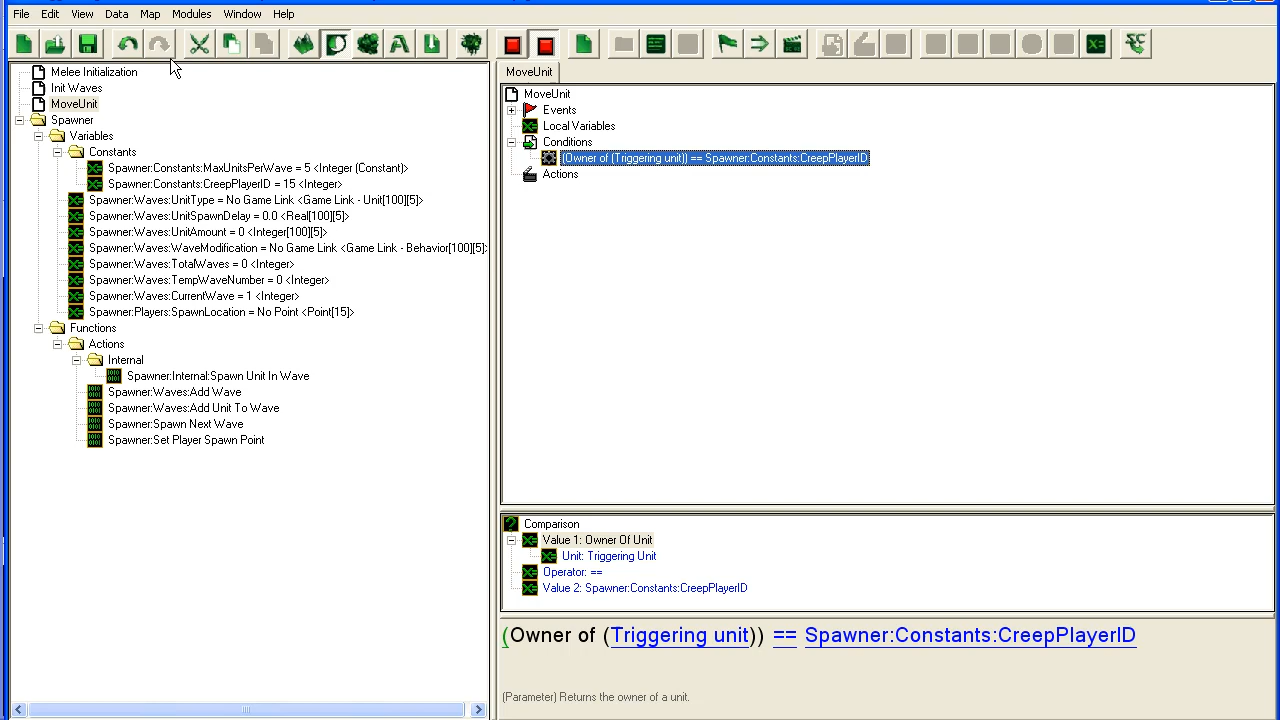 File Edit View Data Map Modules Window Help
Melee Initialization
Init Waves
MoveUnit
Spawner
Variables
Constants
Spawner:Constants:MaxUnitsPerWave = 5 <Integer (Constant)>
Spawner:Constants:CreepPlayerID = 15 <Integer>
Spawner:Waves:UnitType = No Game Link <Game Link - Unit[100][5]>
Spawner:Waves:UnitSpawnDelay = 0.0 <Real[100][5]>
Spawner:Waves:UnitAmount = 0 <Integer[100][5]>
Spawner:Waves:WaveModification = No Game Link <Game Link - Behavior[100][5]>
Spawner:Waves:TotalWaves = 0 <Integer>
Spawner:Waves:TempWaveNumber = 0 <Integer>
Spawner:Waves:CurrentWave = 1 <Integer>
Spawner:Players:SpawnLocation = No Point <Point[15]>
Functions
Actions
Internal
Spawner:Internal:Spawn Unit In Wave
Spawner:Waves:Add Wave
Spawner:Waves:Add Unit To Wave
Spawner:Spawn Next Wave
Spawner:Set Player Spawn Point
MoveUnit
MoveUnit
Events
Local Variables
Conditions
(Owner of (Triggering unit)) == Spawner:Constants:CreepPlayerID
Actions
Comparison
Value 1: Owner Of Unit
Unit: Triggering Unit
Operator: ==
Value 2: Spawner:Constants:CreepPlayerID
(Owner of (Triggering unit)) == Spawner:Constants:CreepPlayerID
(Parameter) Returns the owner of a unit.